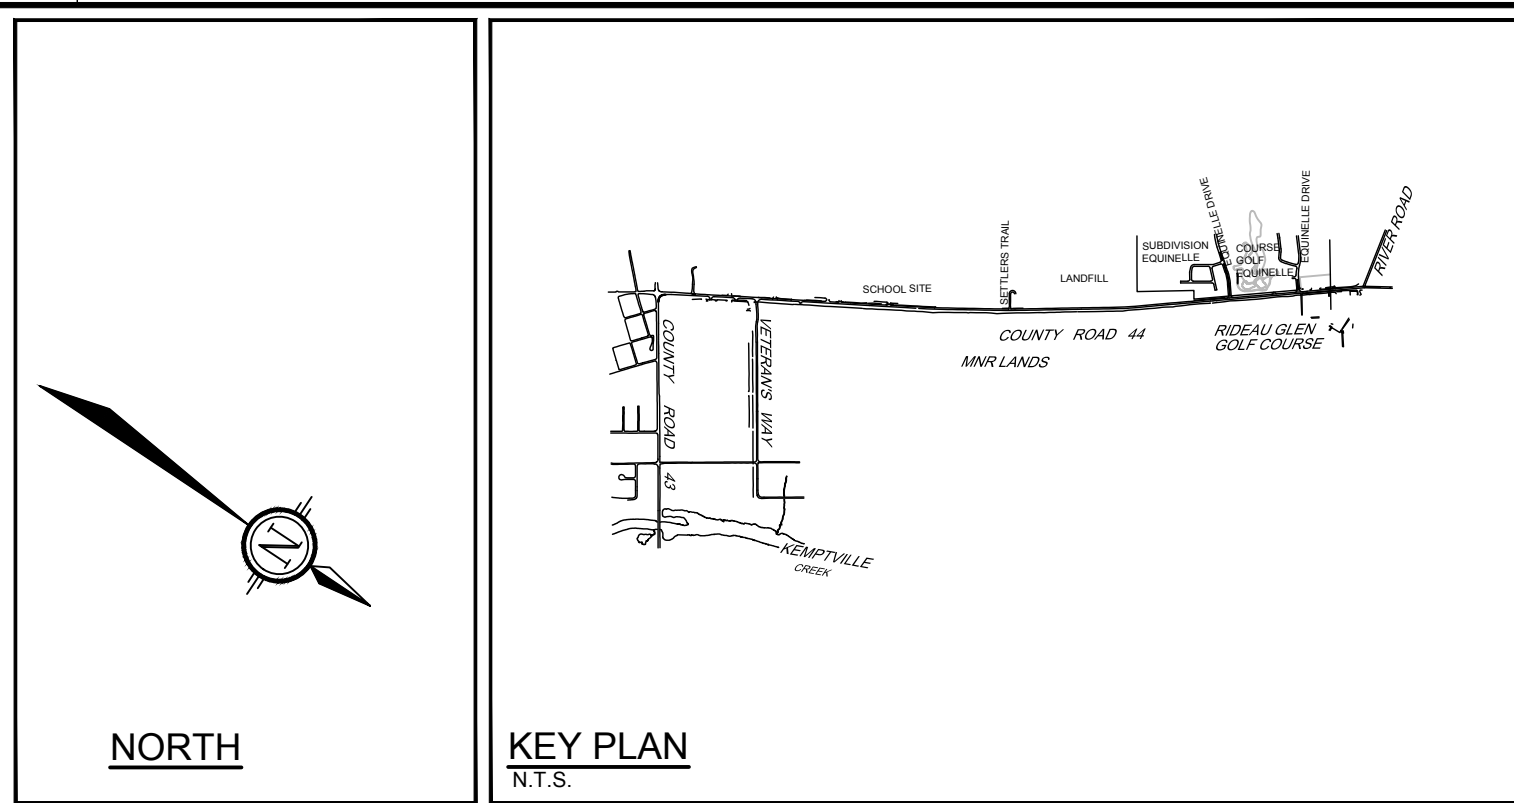 N
NORTH
KEY PLAN
N.T.S.
COUNTY ROAD 43
VETERAN'S WAY
KEMPTVILLE
CREEK
SCHOOL SITE
SETTLERS TRAIL
LANDFILL
COUNTY ROAD 44
MNR LANDS
SUBDIVISION
EQUINELLE
EQUINELLE DRIVE
COURSE
GOLF
EQUINELLE
EQUINELLE DRIVE
RIVER ROAD
RIDEAU GLEN
GOLF COURSE